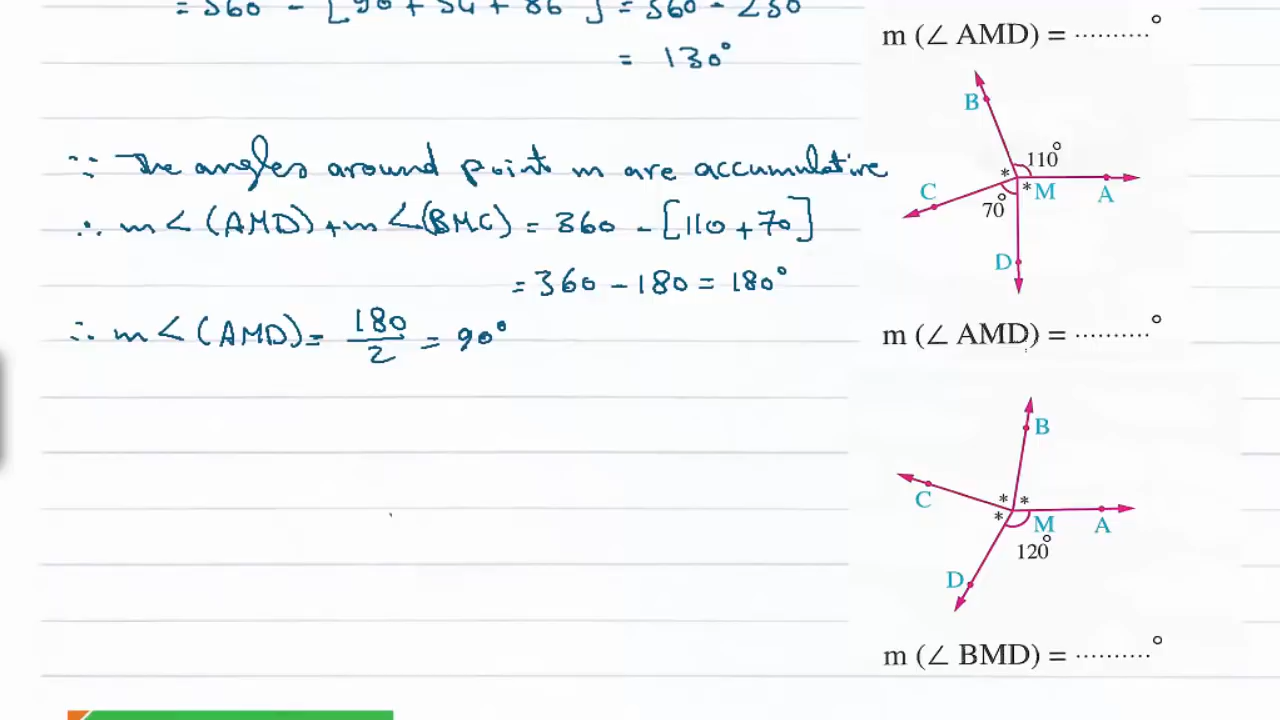 = 360 - [90 + 54 + 86] = 360 - 230
= 130°
∵ The angles around point m are accumulative
∴ m < (AMD) + m < (BMC) = 360 - [110 + 70]
= 360 - 180 = 180°
∴ m < (AMD) = 180/2 = 90°
m (∠ AMD) = ..........°
B
110°
* C * M A
70°
D
m (∠ AMD) = ..........°
B
C * *
* M A
120°
D
m (∠ BMD) = ..........°